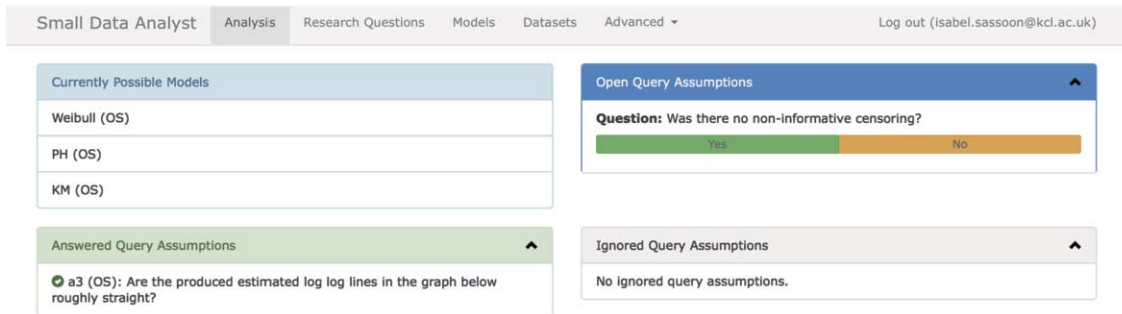 Small Data Analyst Analysis Research Questions Models Datasets Advanced Log out (isabel.sassoon@kcl.ac.uk)
Currently Possible Models
Weibull (OS)
PH (OS)
KM (OS)
Open Query Assumptions
Question: Was there no non-informative censoring?
Yes No
Answered Query Assumptions
a3 (OS): Are the produced estimated log log lines in the graph below
roughly straight?
Ignored Query Assumptions
No ignored query assumptions.